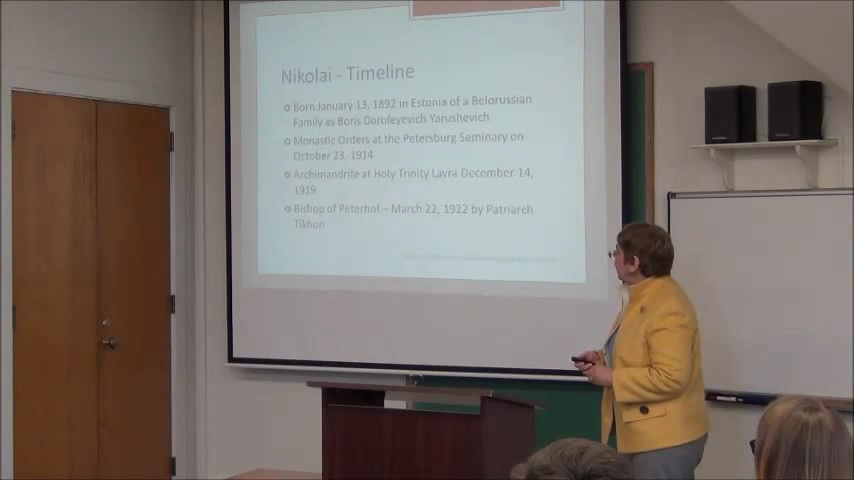 Nikolai - Timeline
Born January 13, 1892 in Estonia of a Belorussian
Family as Boris Dorofeyevich Yarushevich
Monastic Orders at the Petersburg Seminary on
October 23, 1914
Archimandrite at Holy Trinity Lavra December 14,
1919
Bishop of Peterhof – March 22, 1922 by Patriarch
Tikhon